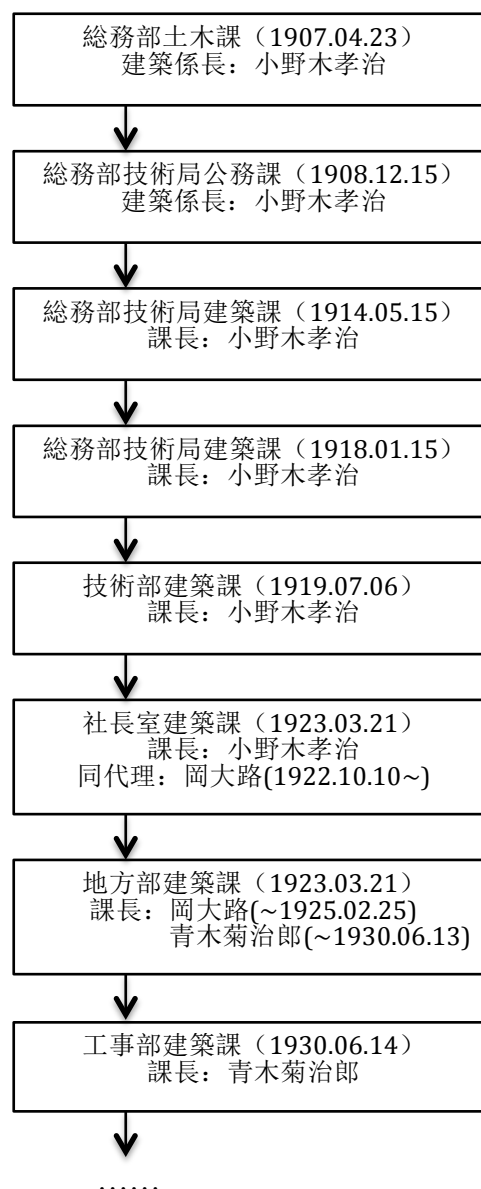 総務部土木課（1907.04.23）
建築係長：小野木孝治
総務部技術局公務課（1908.12.15）
建築係長：小野木孝治
総務部技術局建築課（1914.05.15）
課長：小野木孝治
総務部技術局建築課（1918.01.15）
課長：小野木孝治
技術部建築課（1919.07.06）
課長：小野木孝治
社長室建築課（1923.03.21）
課長：小野木孝治
同代理：岡大路(1922.10.10~)
地方部建築課（1923.03.21）
課長：岡大路(~1925.02.25)
青木菊治郎(~1930.06.13)
工事部建築課（1930.06.14）
課長：青木菊治郎
……